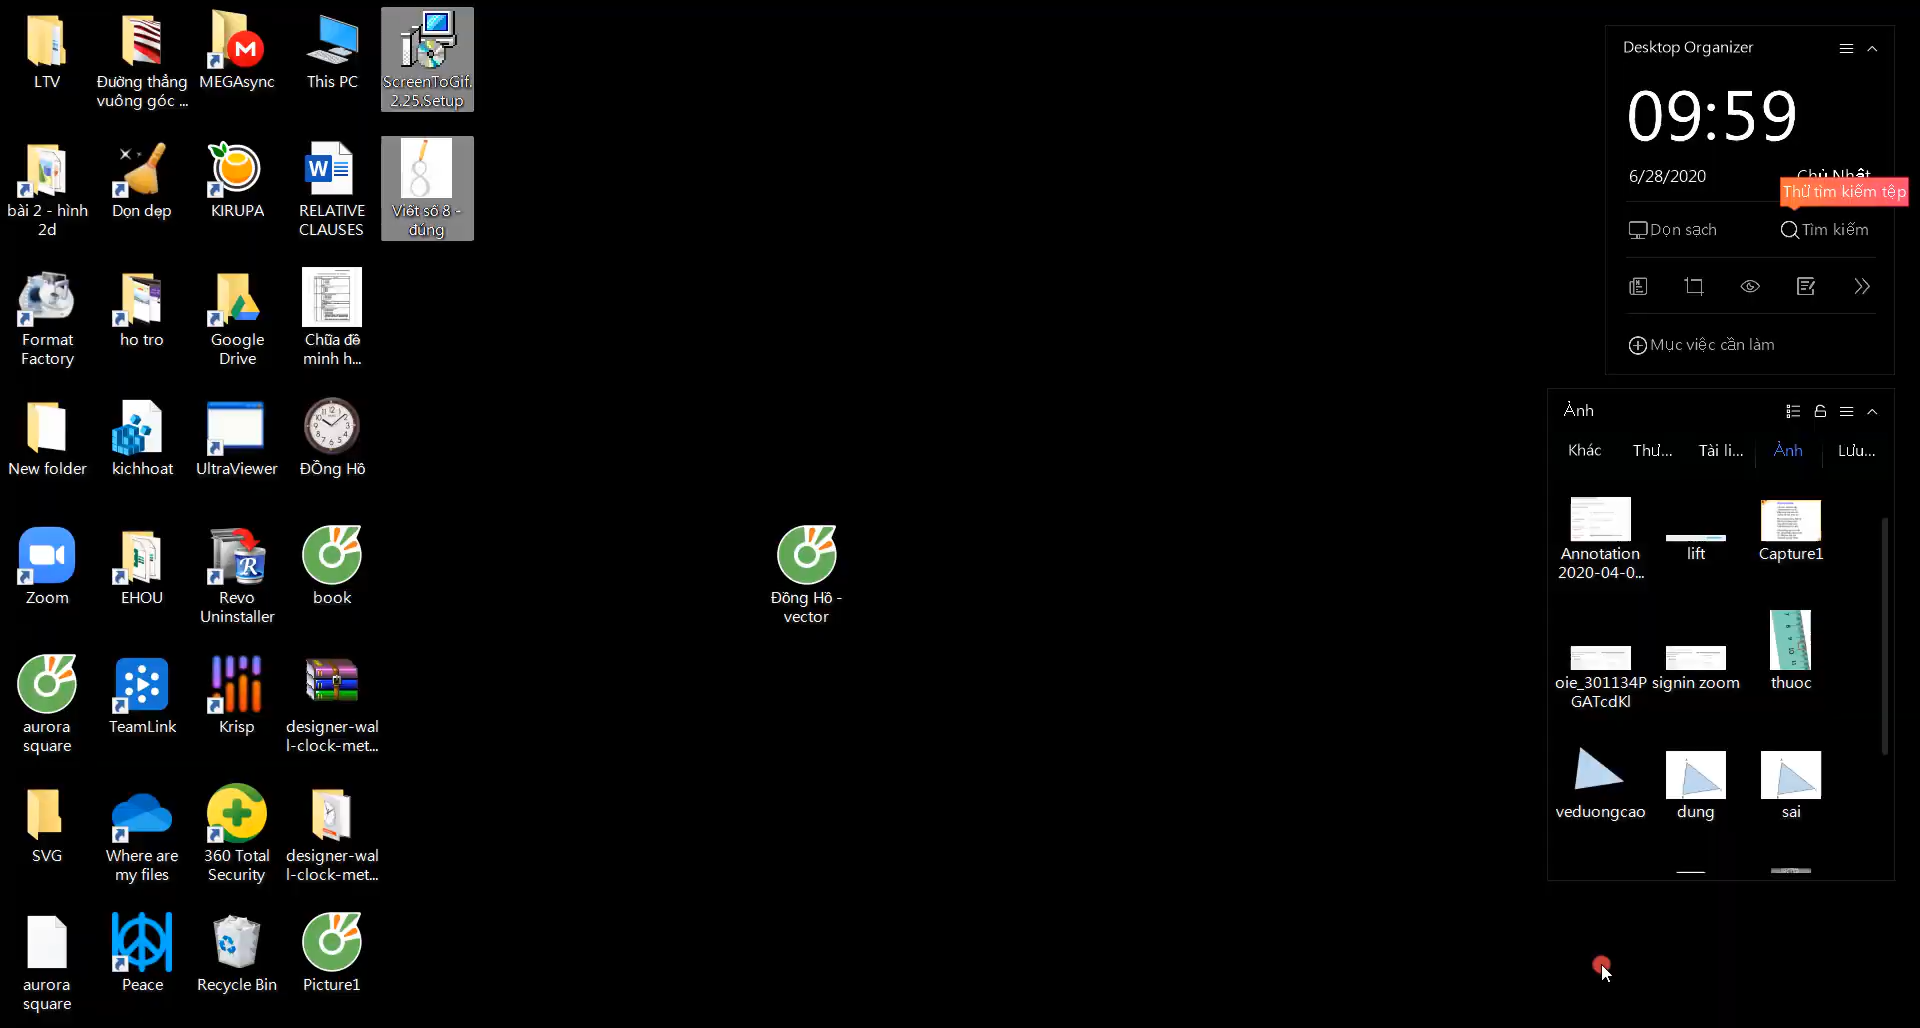 LTV
Đường thẳng
vuông góc ...
MEGAsync
This PC
ScreenToGif.
2.25.Setup
bài 2 - hình
2d
Dọn dẹp
KIRUPA
RELATIVE
CLAUSES
Viết số 8 -
đúng
Format
Factory
ho tro
Google
Drive
Chữa đề
minh h...
New folder
kichhoat
UltraViewer
ĐỒng Hồ
Zoom
EHOU
Revo
Uninstaller
book
Đồng Hồ -
vector
aurora
square
TeamLink
Krisp
designer-wal
l-clock-met...
SVG
Where are
my files
360 Total
Security
designer-wal
l-clock-met...
aurora
square
Peace
Recycle Bin
Picture1
Desktop Organizer
09:59
6/28/2020
Chủ Nhật
Thử tìm kiếm tệp
Dọn sạch
Tìm kiếm
Mục việc cần làm
Ảnh
Khác
Thư...
Tài li...
Ảnh
Lưu...
Annotation
2020-04-0...
lift
Capture1
oie_301134P
GATcdKl
signin zoom
thuoc
veduongcao
dung
sai